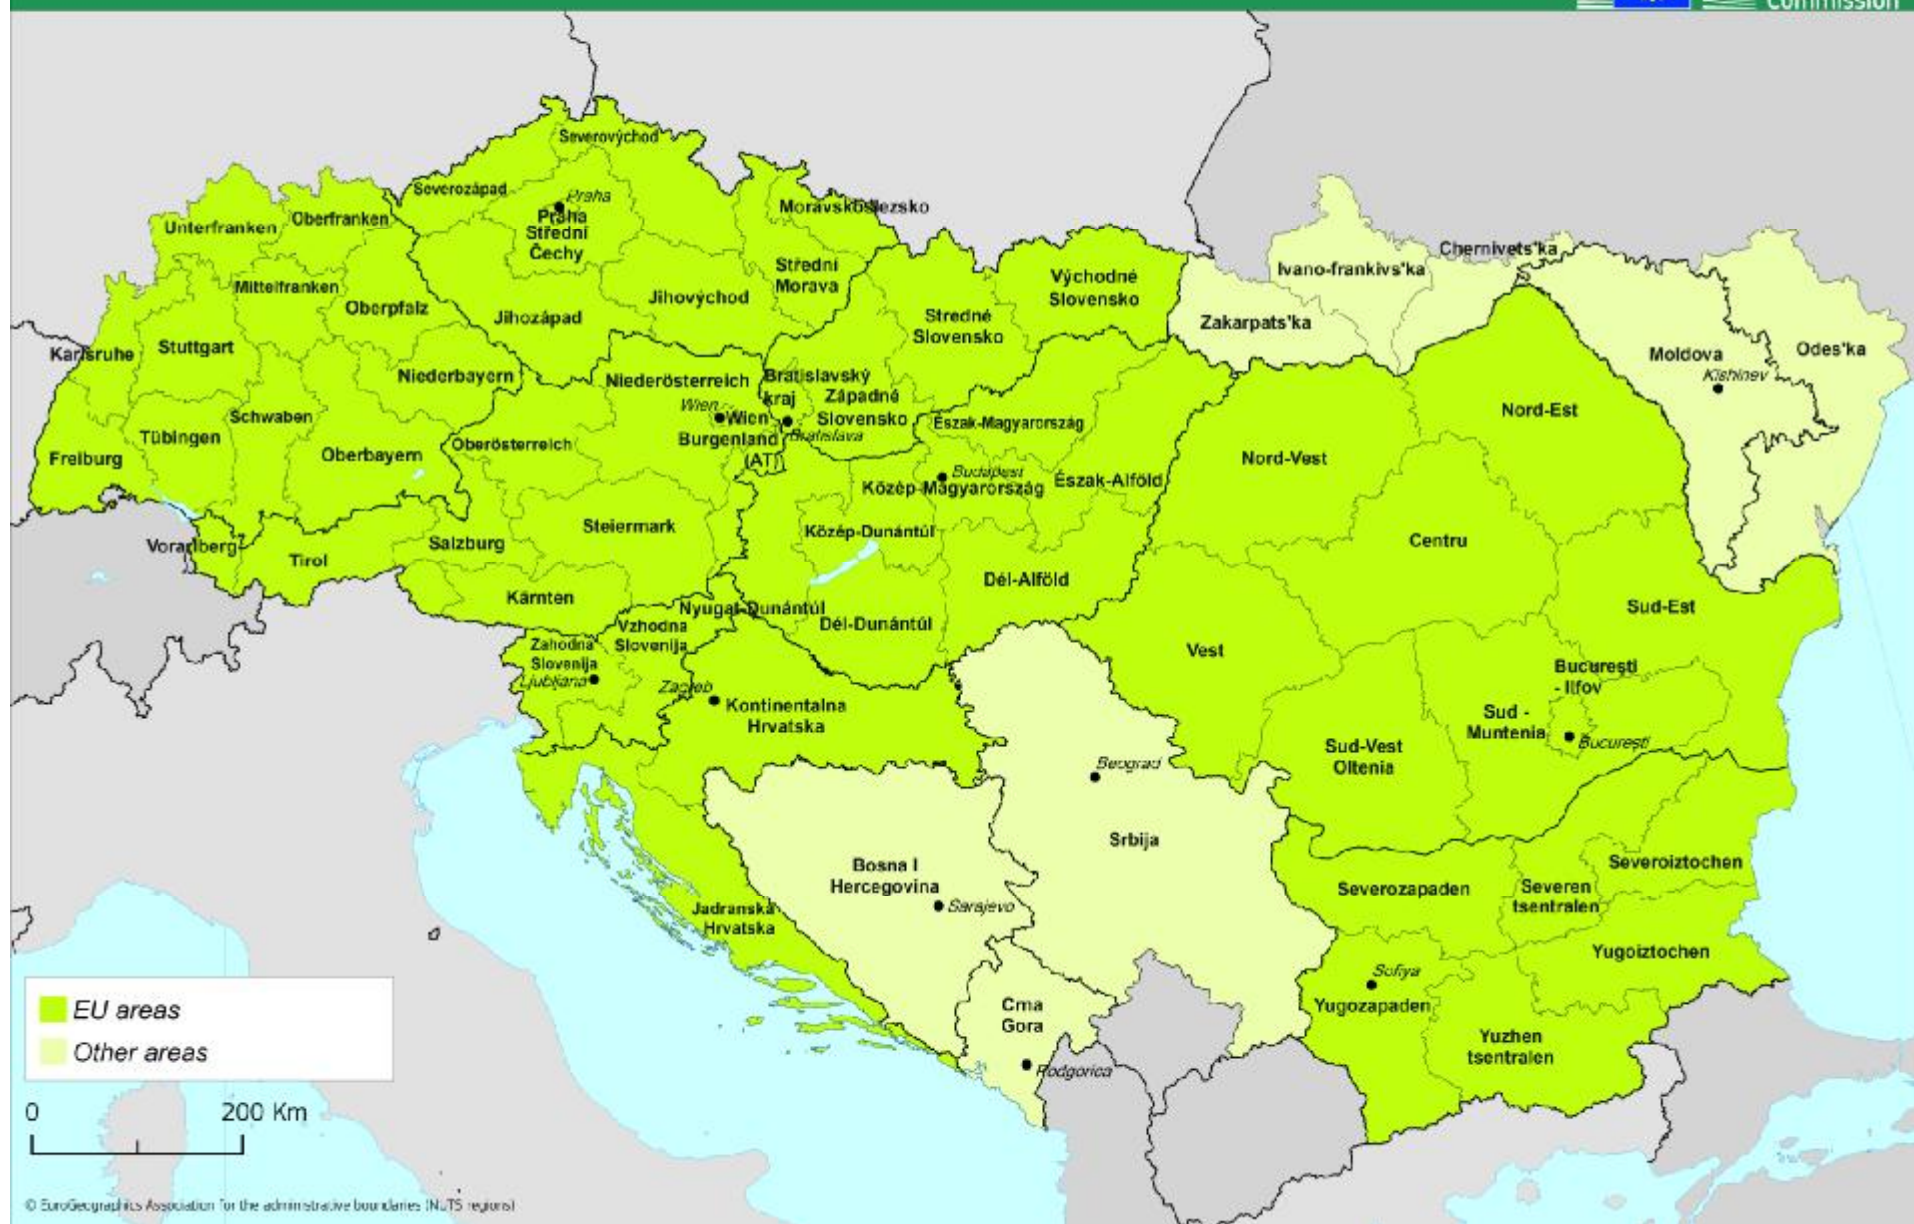 Commission
Severovýchod
Severozápad
Praha
Praha
Střední
Čechy
Moravskoslezsko
Unterfranken
Oberfranken
Střední
Morava
Východné
Slovensko
Chernivets'ka
Ivano-frankivs'ka
Mittelfranken
Oberpfalz
Jihozápad
Jihovýchod
Stredné
Slovensko
Zakarpats'ka
Moldova
Kishinev
Odes'ka
Karlsruhe
Stuttgart
Niederbayern
Niederösterreich
Bratislavský
kraj
Západné
Slovensko
Wien
Wien
Bratislava
Burgenland
(AT)
Schwaben
Tübingen
Freiburg
Oberbayern
Oberösterreich
Észak-Magyarország
Nord-Vest
Nord-Est
Budapest
Közép-Magyarország
Észak-Alföld
Steiermark
Közép-Dunántúl
Vorarlberg
Tirol
Salzburg
Centru
Kärnten
Dél-Alföld
Nyugat-Dunántúl
Dél-Dunántúl
Sud-Est
Vzhodna
Slovenija
Zahodna
Slovenija
Ljubljana
Zagreb
Kontinentalna
Hrvatska
Vest
Bucureşti
- Ilfov
Sud -
Muntenia
Bucureşti
Sud-Vest
Oltenia
Beograd
Srbija
Bosna I
Hercegovina
Sarajevo
Jadranska
Hrvatska
Severozapaden
Severen
tsentralen
Severoiztochen
Yugoiztochen
Sofiya
Yugozapaden
Yuzhen
tsentralen
Crna
Gora
Podgorica
EU areas
Other areas
0 200 Km
© EuroGeographics Association for the administrative boundaries (NUTS regions)